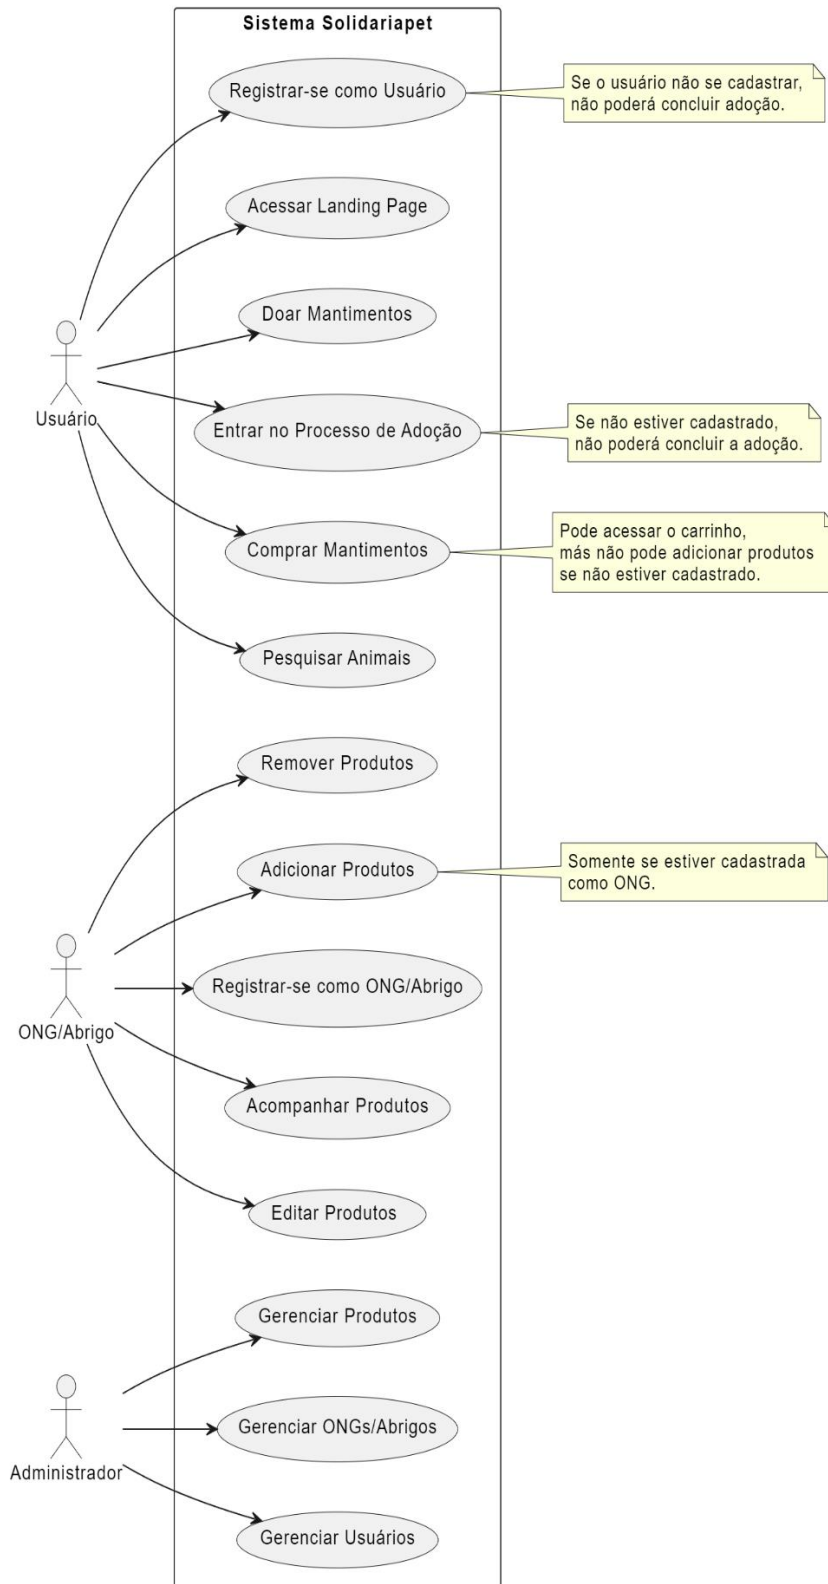 Sistema Solidariapet
Registrar-se como Usuário
Se o usuário não se cadastrar,
não poderá concluir adoção.
Acessar Landing Page
Doar Mantimentos
Usuário
Entrar no Processo de Adoção
Se não estiver cadastrado,
não poderá concluir a adoção.
Comprar Mantimentos
Pode acessar o carrinho,
más não pode adicionar produtos
se não estiver cadastrado.
Pesquisar Animais
Remover Produtos
Adicionar Produtos
Somente se estiver cadastrada
como ONG.
Registrar-se como ONG/Abrigo
ONG/Abrigo
Acompanhar Produtos
Editar Produtos
Gerenciar Produtos
Gerenciar ONGs/Abrigos
Administrador
Gerenciar Usuários